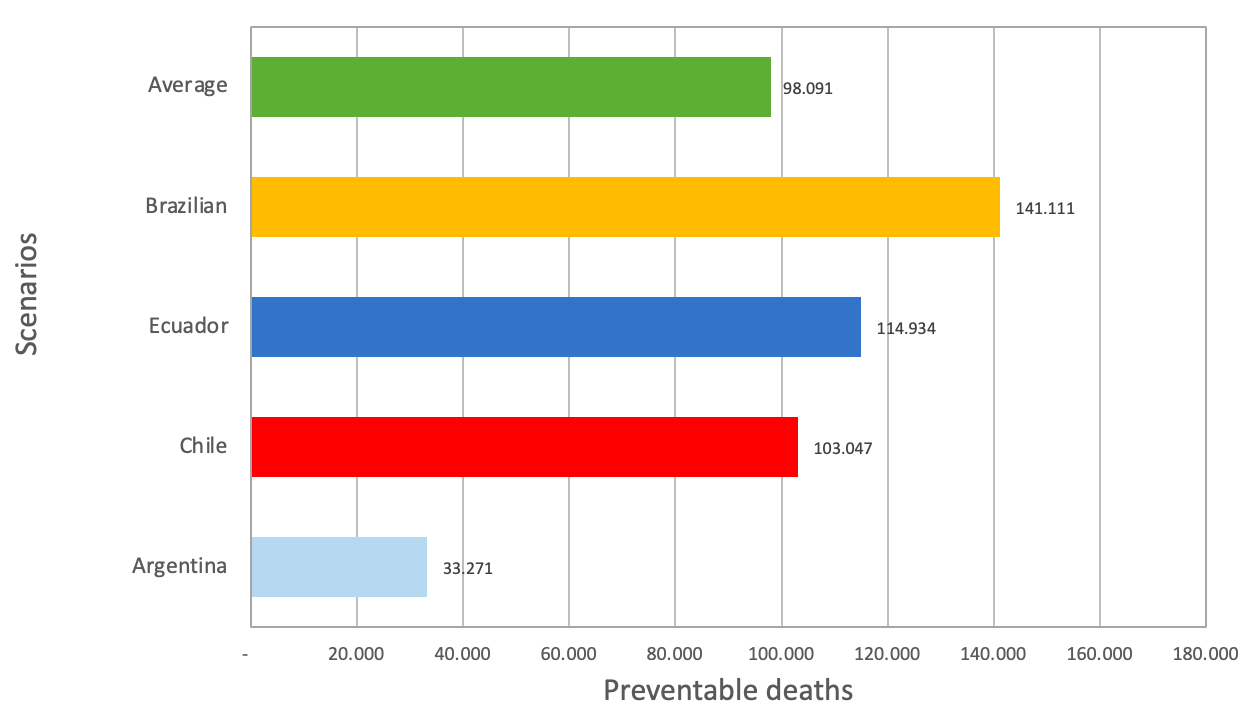 Scenarios
Average
98.091
Brazilian
141.111
Ecuador
114.934
Chile
103.047
Argentina
33.271
- 20.000 40.000 60.000 80.000 100.000 120.000 140.000 160.000 180.000
Preventable deaths